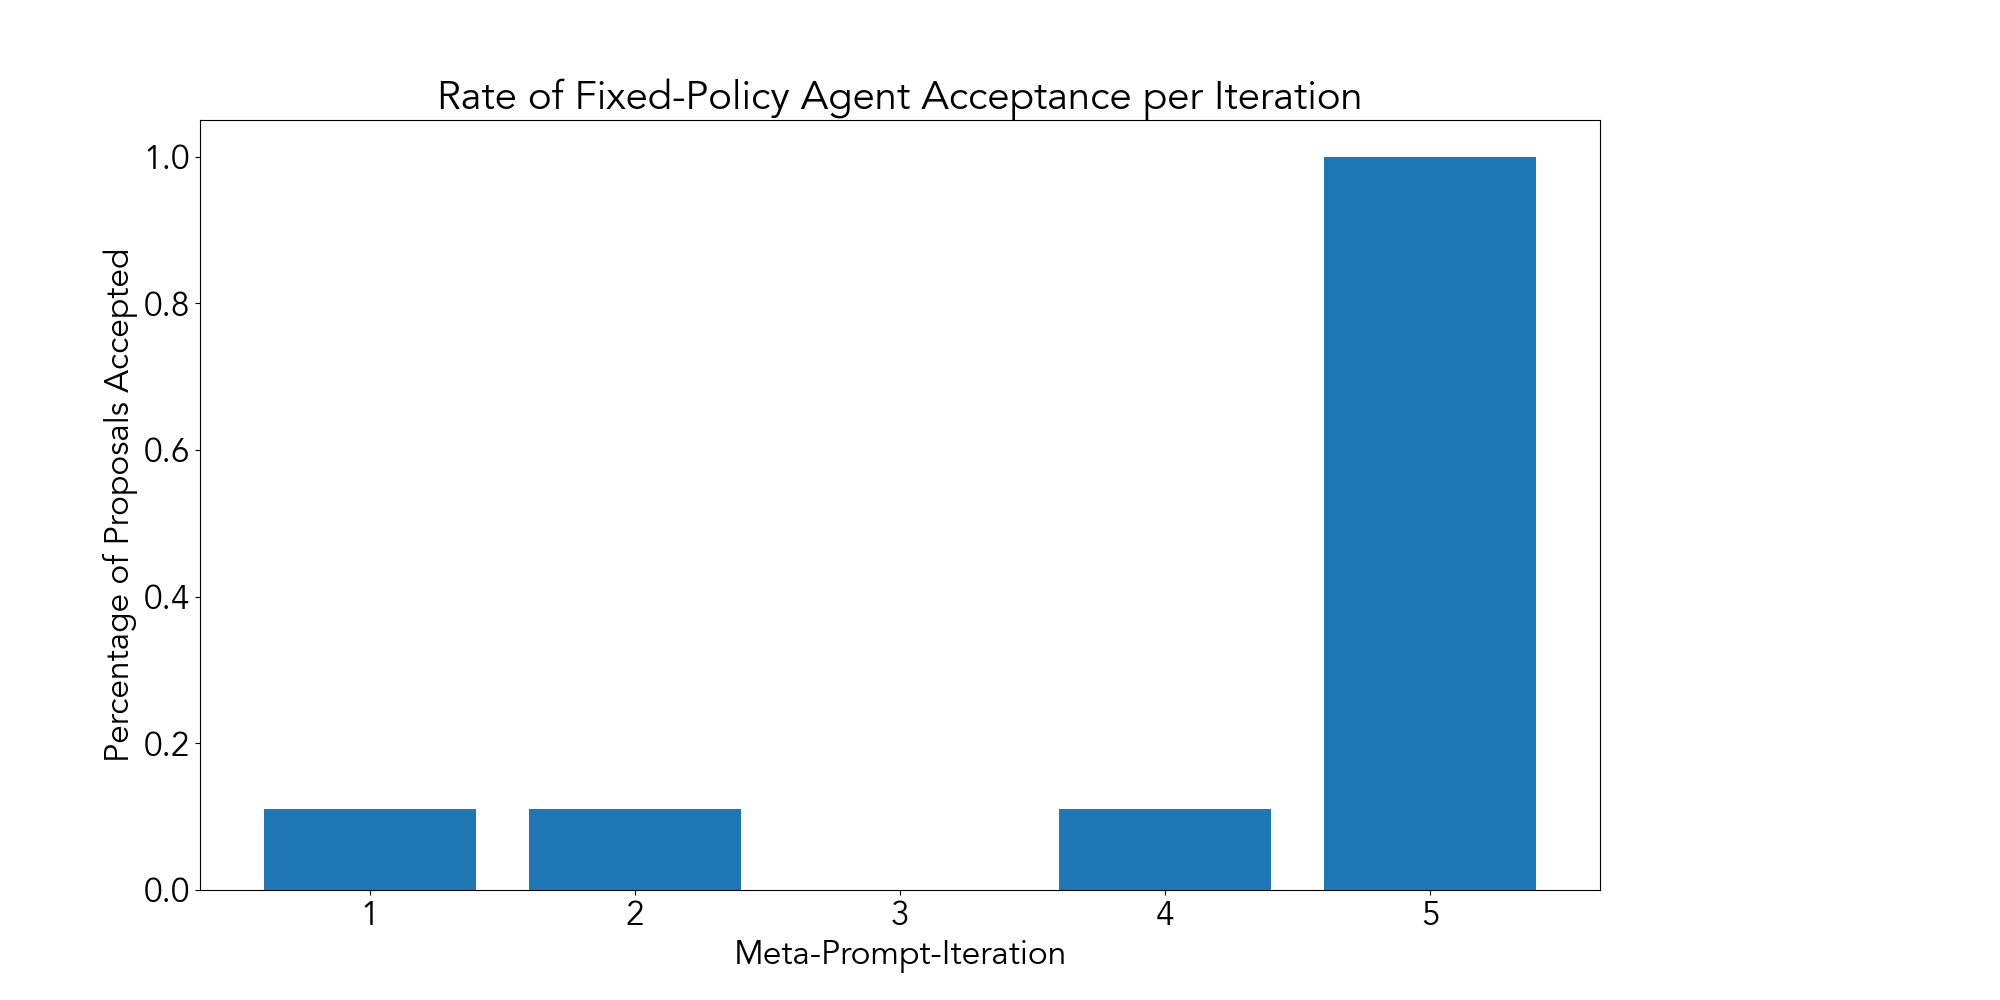 Rate of Fixed-Policy Agent Acceptance per Iteration
Percentage of Proposals Accepted
1.0
0.8
0.6
0.4
0.2
0.0
1 2 3 4 5
Meta-Prompt-Iteration